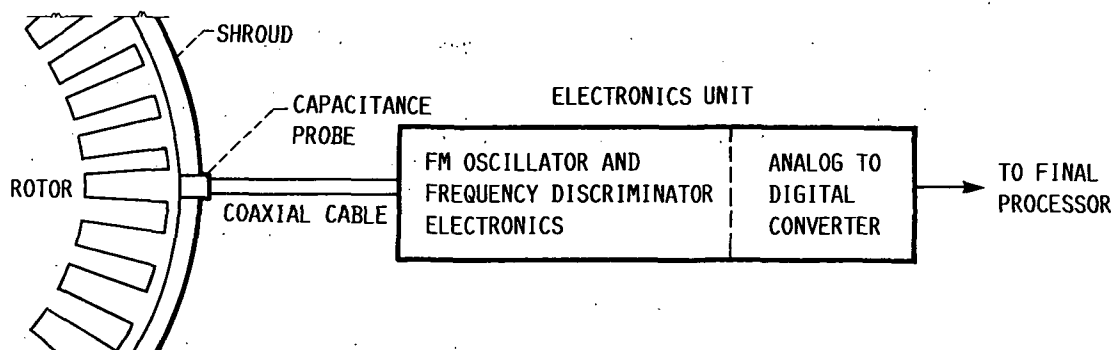 SHROUD
CAPACITANCE
PROBE
ELECTRONICS UNIT
ROTOR
COAXIAL CABLE
FM OSCILLATOR AND
FREQUENCY DISCRIMINATOR
ELECTRONICS
ANALOG TO
DIGITAL
CONVERTER
TO FINAL
PROCESSOR